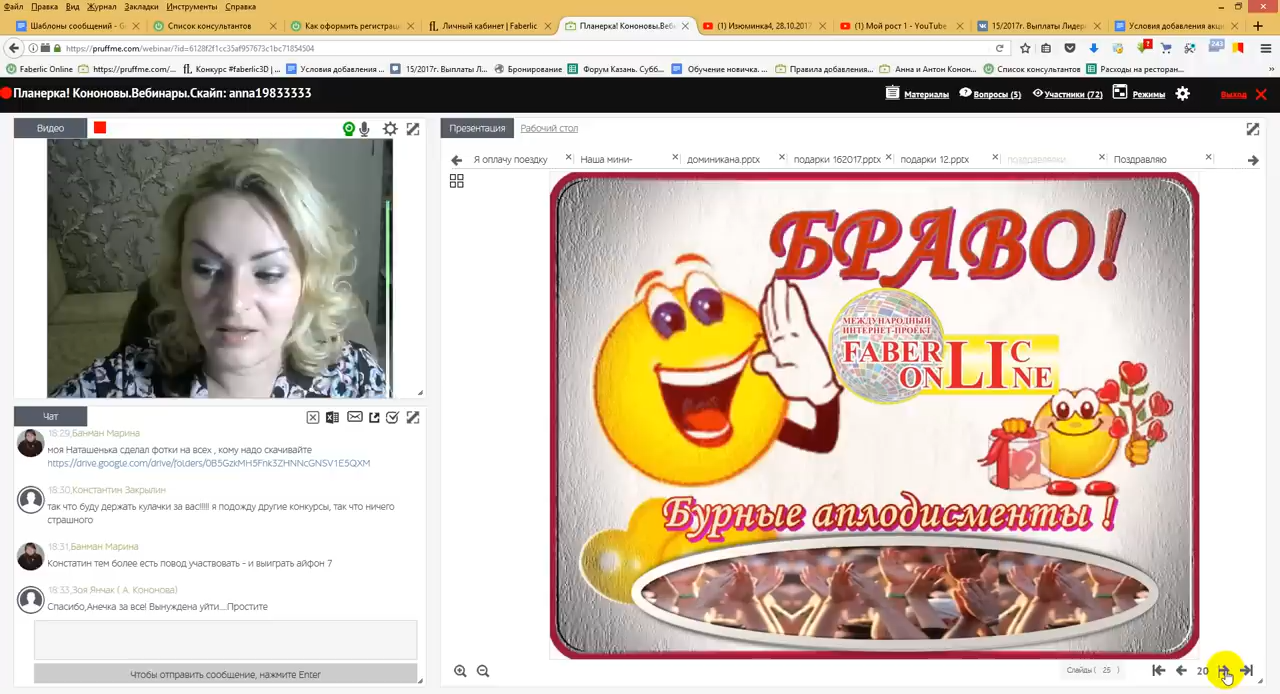 Файл Правка Вид Журнал Закладки Инструменты Справка
Шаблоны сообщений - G Список консультантов Как оформить регистрац Личный кабинет | Faberlic Планерка! Кононовы.Веб (1) Изюминка4, 28.10.2017 (1) Мой рост 1 - YouTube 15/2017г. Выплаты Лидер Условия добавления акц
https://pruffme.com/webinar/?id=6128f2f1cc35af957673c1bc71854504
243
Faberlic Online https://pruffme.com/... Конкурс #faberlic3D |... Условия добавления... 15/2017г. Выплаты Л... Бронирование Форум Казань. Субб... Обучение новичка. ... Правила добавления... Анна и Антон Конон... Список консультантов Расходы на ресторан...
Планерка! Кононовы.Вебинары.Скайп: anna19833333
Материалы Вопросы (5) Участники (72) Режимы Выход
Видео
Презентация Рабочий стол
Я оплачу поездку Наша мини- доминикана.pptx подарки 162017.pptx подарки 12.pptx Поздравляю
БРАВО!
МЕЖДУНАРОДНЫЙ
ИНТЕРНЕТ-ПРОЕКТ
FABERLIC
ONLINE
Бурные аплодисменты !
Чат
18:29,Банман Марина
моя Наташенька сделал фотки на всех , кому надо скачивайте
https://drive.google.com/drive/folders/0B5GzkMH5Fnk3ZHNNcGNSV1E5QXM
18:30,Константин Закрылин
так что буду держать кулачки за вас!!!!! я подожду другие конкурсы, так что ничего
страшного
18:31,Банман Марина
Констатин тем более есть повод участвовать - и выиграть айфон 7
18:33,Зоя Янчак ( А. Кононова)
Спасибо,Анечка за все! Вынуждена уйти....Простите
Чтобы отправить сообщение, нажмите Enter
Слайды ( 25 ) 20